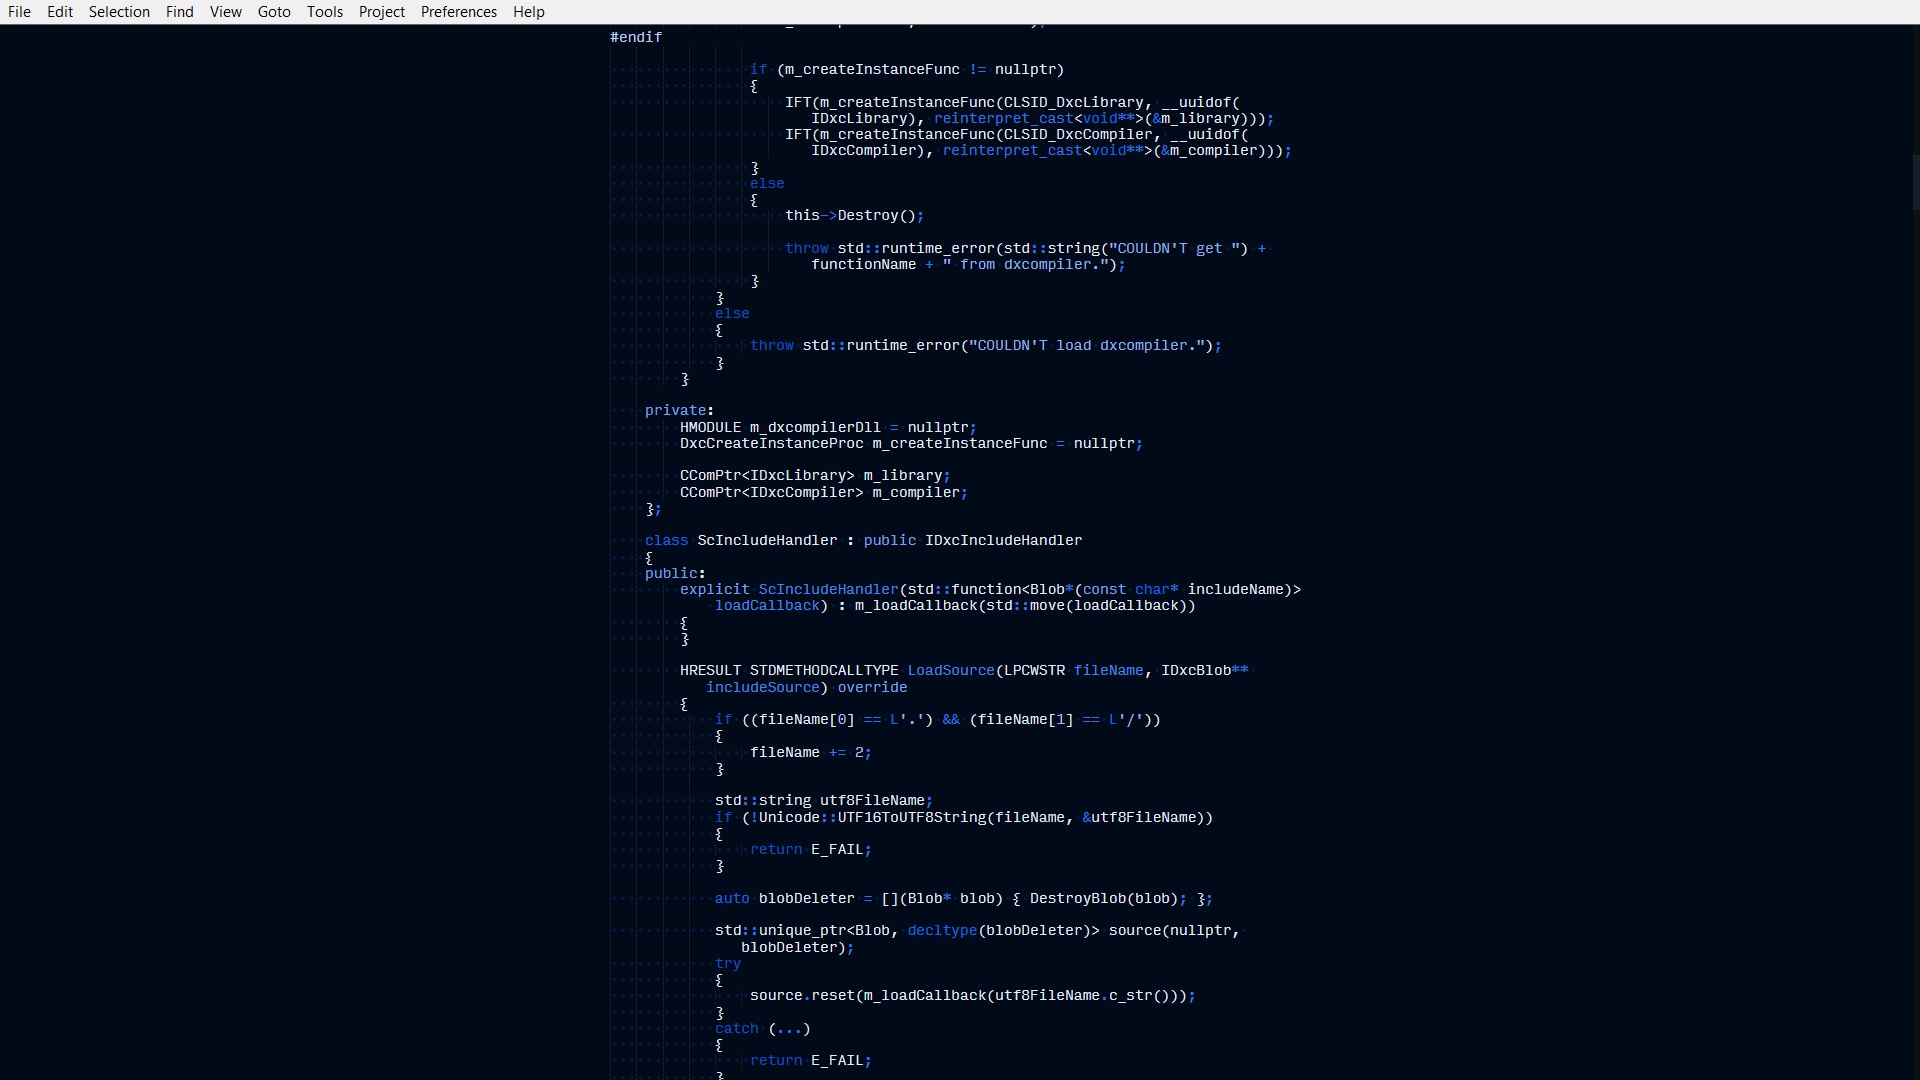 File Edit Selection Find View Goto Tools Project Preferences Help
#endif
if (m_createInstanceFunc != nullptr)
{
IFT(m_createInstanceFunc(CLSID_DxcLibrary, __uuidof(
IDxcLibrary), reinterpret_cast<void**>(&m_library)));
IFT(m_createInstanceFunc(CLSID_DxcCompiler, __uuidof(
IDxcCompiler), reinterpret_cast<void**>(&m_compiler)));
}
else
{
this->Destroy();
throw std::runtime_error(std::string("COULDN'T get ") +
functionName + " from dxcompiler.");
}
}
else
{
throw std::runtime_error("COULDN'T load dxcompiler.");
}
}
private:
HMODULE m_dxcompilerDll = nullptr;
DxcCreateInstanceProc m_createInstanceFunc = nullptr;
CComPtr<IDxcLibrary> m_library;
CComPtr<IDxcCompiler> m_compiler;
};
class ScIncludeHandler : public IDxcIncludeHandler
{
public:
explicit ScIncludeHandler(std::function<Blob*(const char* includeName)>
loadCallback) : m_loadCallback(std::move(loadCallback))
{
}
HRESULT STDMETHODCALLTYPE LoadSource(LPCWSTR fileName, IDxcBlob**
includeSource) override
{
if ((fileName[0] == L'.') && (fileName[1] == L'/'))
{
fileName += 2;
}
std::string utf8FileName;
if (!Unicode::UTF16ToUTF8String(fileName, &utf8FileName))
{
return E_FAIL;
}
auto blobDeleter = [](Blob* blob) { DestroyBlob(blob); };
std::unique_ptr<Blob, decltype(blobDeleter)> source(nullptr,
blobDeleter);
try
{
source.reset(m_loadCallback(utf8FileName.c_str()));
}
catch (...)
{
return E_FAIL;
}